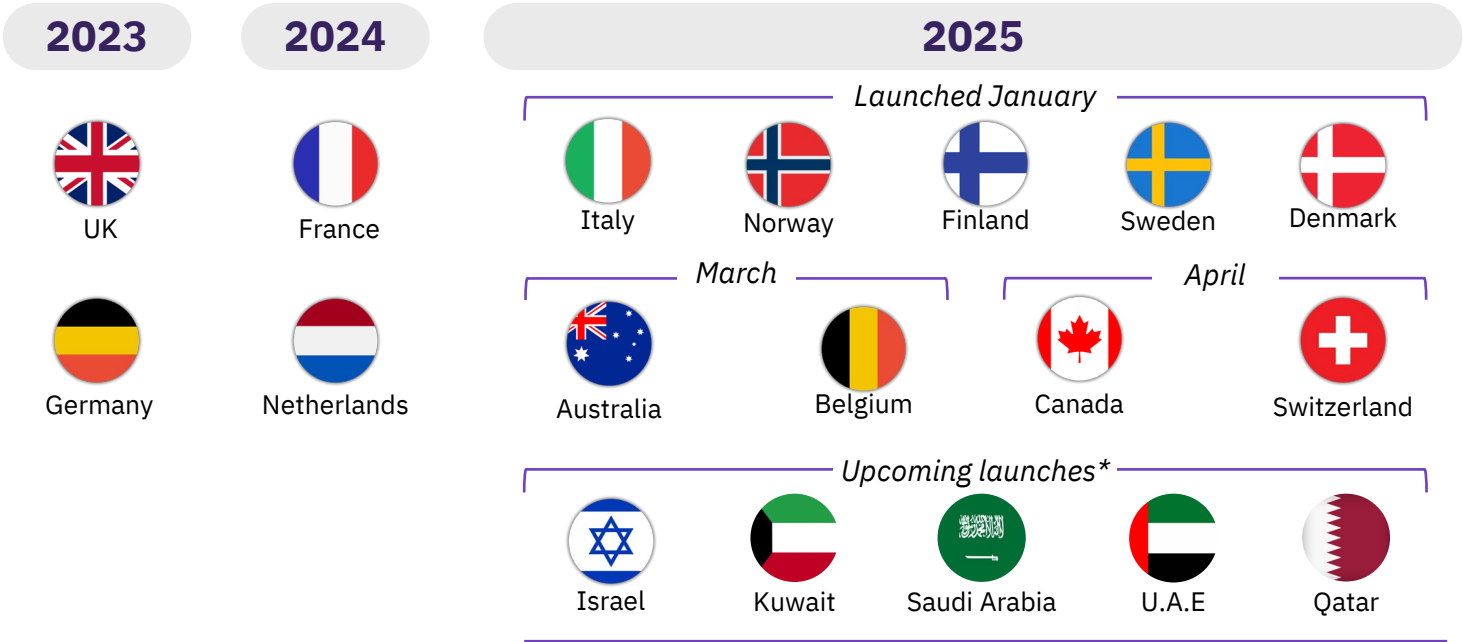 2023
2024
2025
Launched January
UK
France
Italy
Norway
Finland
Sweden
Denmark
March
April
Germany
Netherlands
Australia
Belgium
Canada
Switzerland
Upcoming launches*
Israel
Kuwait
Saudi Arabia
U.A.E
Qatar